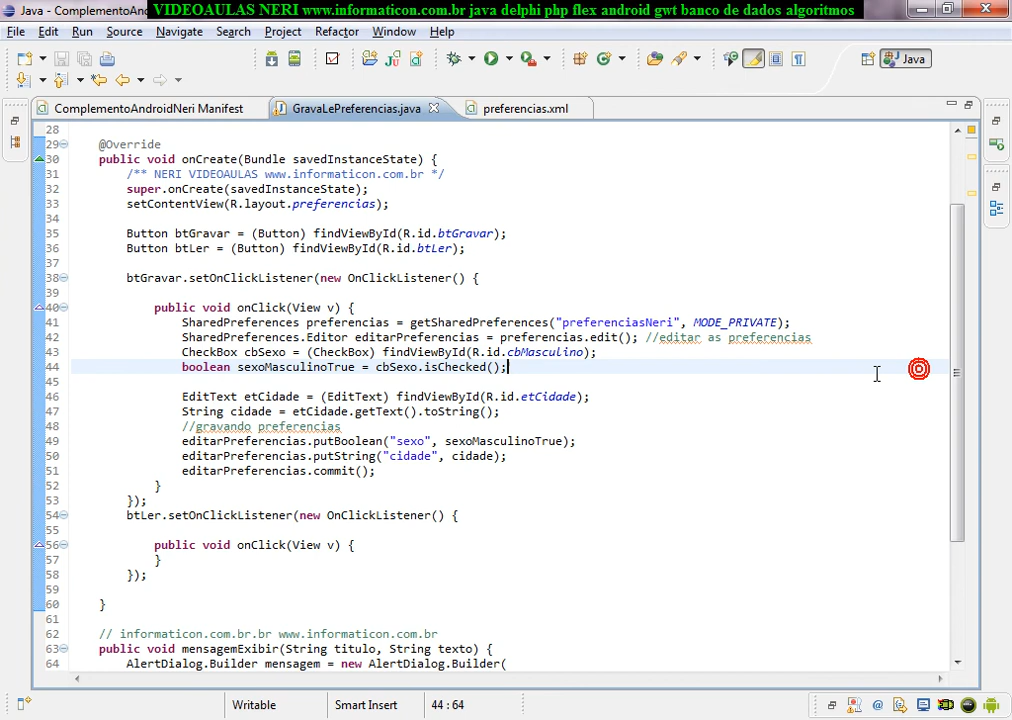 Java - ComplementoAnd
VIDEOAULAS NERI www.informaticon.com.br java delphi php flex android gwt banco de dados algoritmos
File Edit Run Source Navigate Search Project Refactor Window Help
Java
ComplementoAndroidNeri Manifest GravaLePreferencias.java preferencias.xml
28
29 @Override
30 public void onCreate(Bundle savedInstanceState) {
31 /** NERI VIDEOAULAS www.informaticon.com.br */
32 super.onCreate(savedInstanceState);
33 setContentView(R.layout.preferencias);
34
35 Button btGravar = (Button) findViewById(R.id.btGravar);
36 Button btLer = (Button) findViewById(R.id.btLer);
37
38 btGravar.setOnClickListener(new OnClickListener() {
39
40 public void onClick(View v) {
41 SharedPreferences preferencias = getSharedPreferences("preferenciasNeri", MODE_PRIVATE);
42 SharedPreferences.Editor editarPreferencias = preferencias.edit(); //editar as preferencias
43 CheckBox cbSexo = (CheckBox) findViewById(R.id.cbMasculino);
44 boolean sexoMasculinoTrue = cbSexo.isChecked();
45
46 EditText etCidade = (EditText) findViewById(R.id.etCidade);
47 String cidade = etCidade.getText().toString();
48 //gravando preferencias
49 editarPreferencias.putBoolean("sexo", sexoMasculinoTrue);
50 editarPreferencias.putString("cidade", cidade);
51 editarPreferencias.commit();
52 }
53 });
54 btLer.setOnClickListener(new OnClickListener() {
55
56 public void onClick(View v) {
57 }
58 });
59
60 }
61
62 // informaticon.com.br.br www.informaticon.com.br
63 public void mensagemExibir(String titulo, String texto) {
64 AlertDialog.Builder mensagem = new AlertDialog.Builder(
Writable Smart Insert 44 : 64